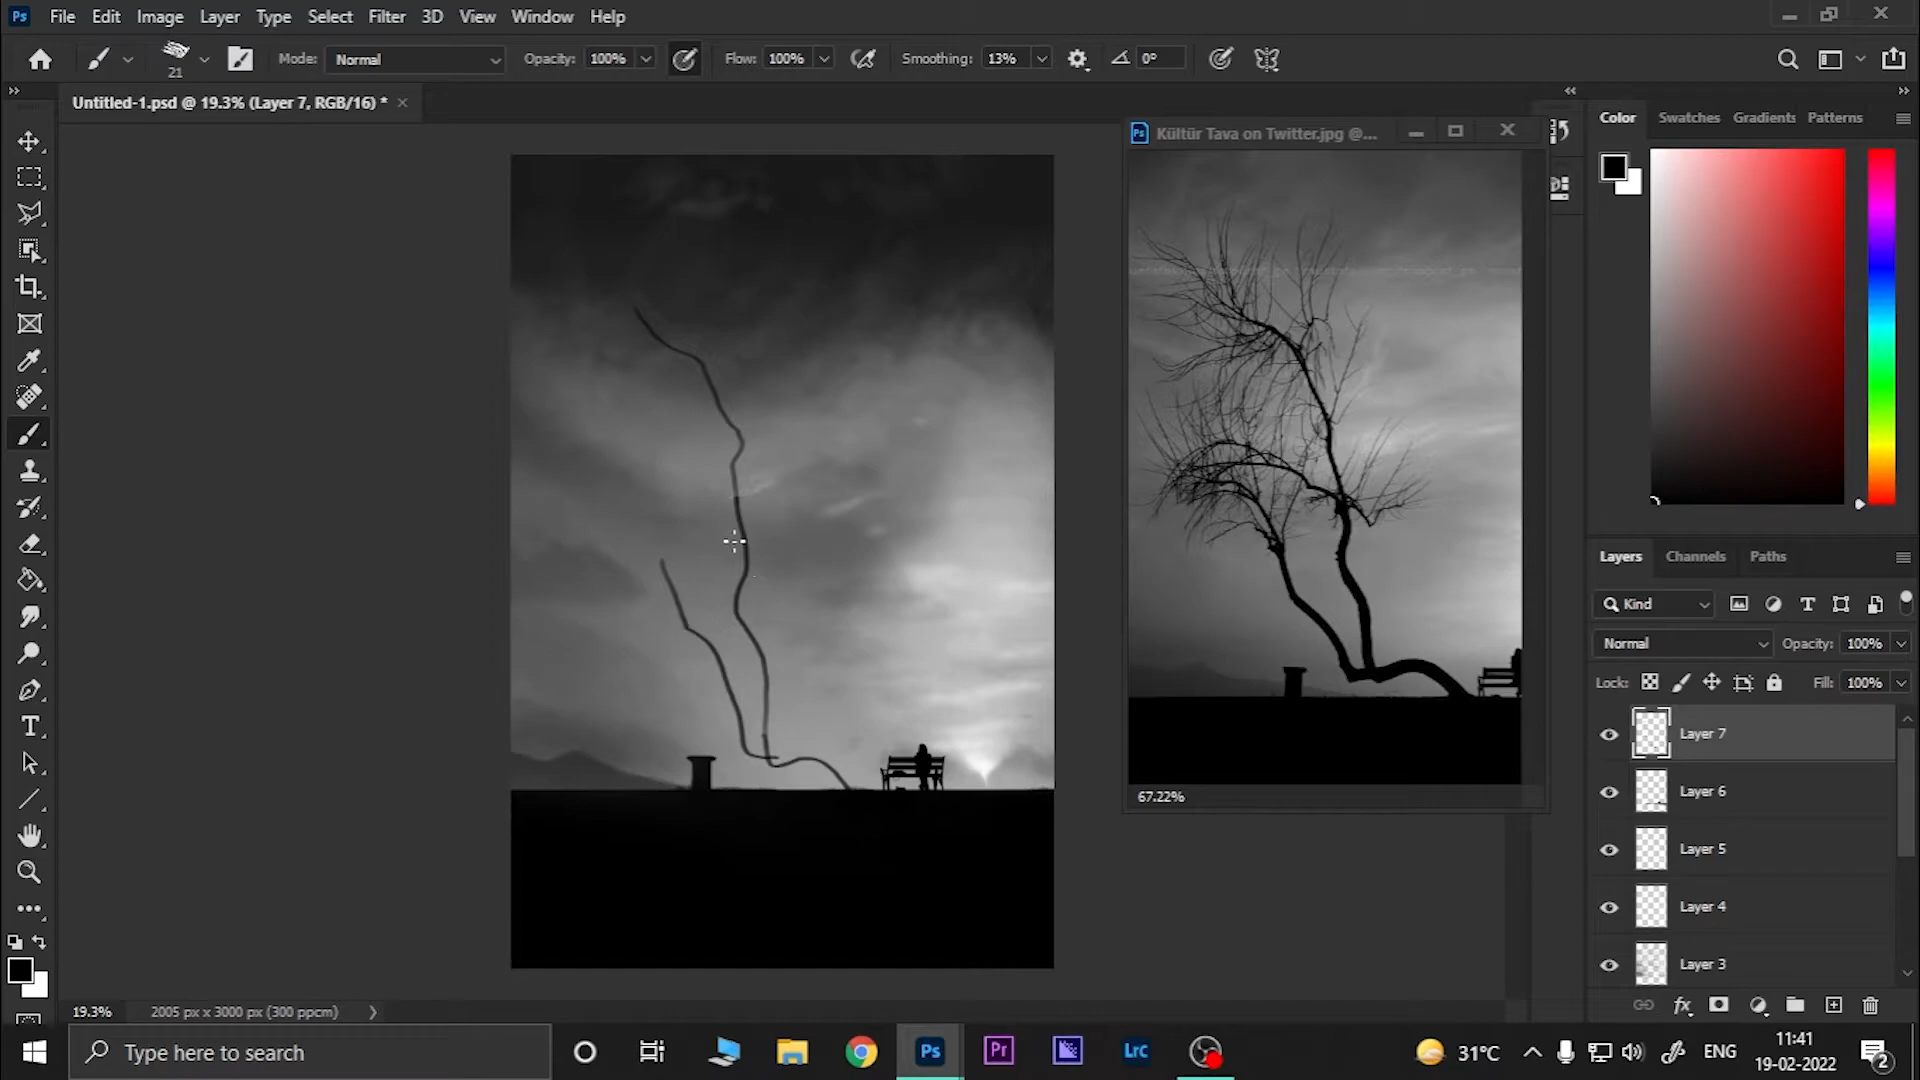 Ps File Edit Image Layer Type Select Filter 3D View Window Help
21 Mode: Normal Opacity: 100% Flow: 100% Smoothing: 13% 0°
Untitled-1.psd @ 19.3% (Layer 7, RGB/16) *
Ps Kültür Tava on Twitter.jpg @...
67.22%
Color Swatches Gradients Patterns
Layers Channels Paths
Kind
Normal Opacity: 100%
Lock: Fill: 100%
Layer 7
Layer 6
Layer 5
Layer 4
Layer 3
19.3% 2005 px x 3000 px (300 ppcm)
Type here to search
Ps Pr Lrc
31°C ENG
11:41
19-02-2022
2